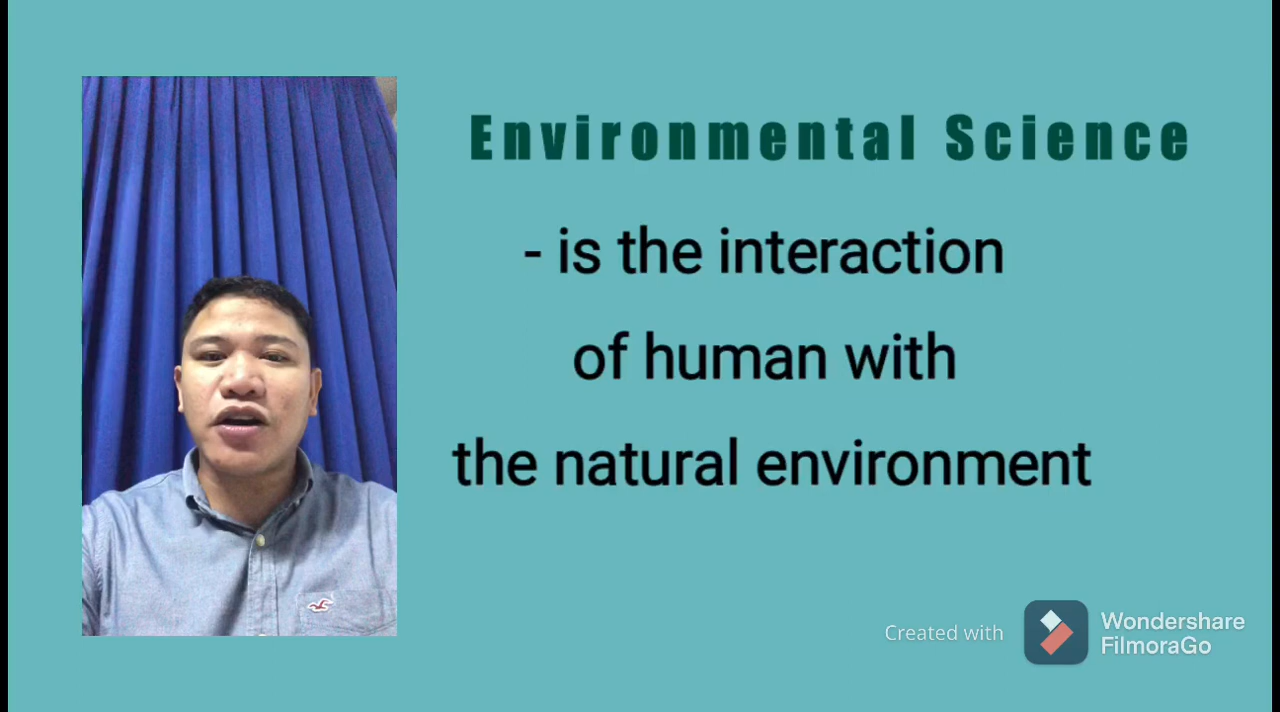 Environmental Science
- is the interaction
of human with
the natural environment
Created with
Wondershare
FilmoraGo